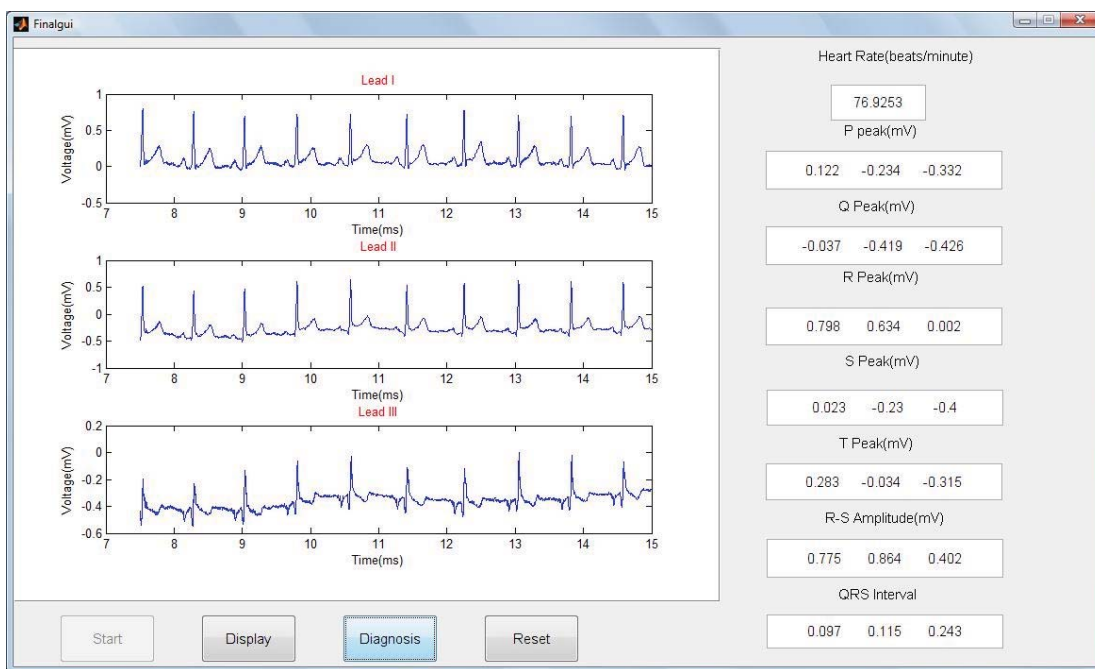 Finalgui
Lead I
Voltage(mV)
1
0.5
0
-0.5
7 8 9 10 11 12 13 14 15
Time(ms)
Lead II
Voltage(mV)
1
0.5
0
-0.5
-1
7 8 9 10 11 12 13 14 15
Time(ms)
Lead III
Voltage(mV)
0.2
0
-0.2
-0.4
-0.6
7 8 9 10 11 12 13 14 15
Time(ms)
Start Display Diagnosis Reset
Heart Rate(beats/minute)
76.9253
P peak(mV)
0.122 -0.234 -0.332
Q Peak(mV)
-0.037 -0.419 -0.426
R Peak(mV)
0.798 0.634 0.002
S Peak(mV)
0.023 -0.23 -0.4
T Peak(mV)
0.283 -0.034 -0.315
R-S Amplitude(mV)
0.775 0.864 0.402
QRS Interval
0.097 0.115 0.243